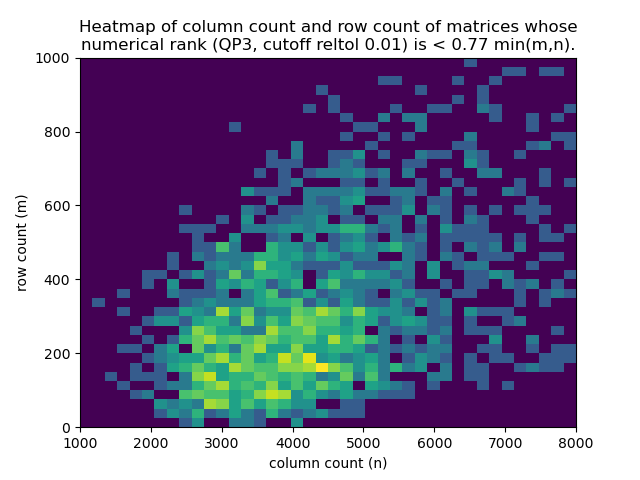 Heatmap of column count and row count of matrices whose
numerical rank (QP3, cutoff reltol 0.01) is < 0.77 min(m,n).
1000
800
600
400
200
0
row count (m)
1000 2000 3000 4000 5000 6000 7000 8000
column count (n)